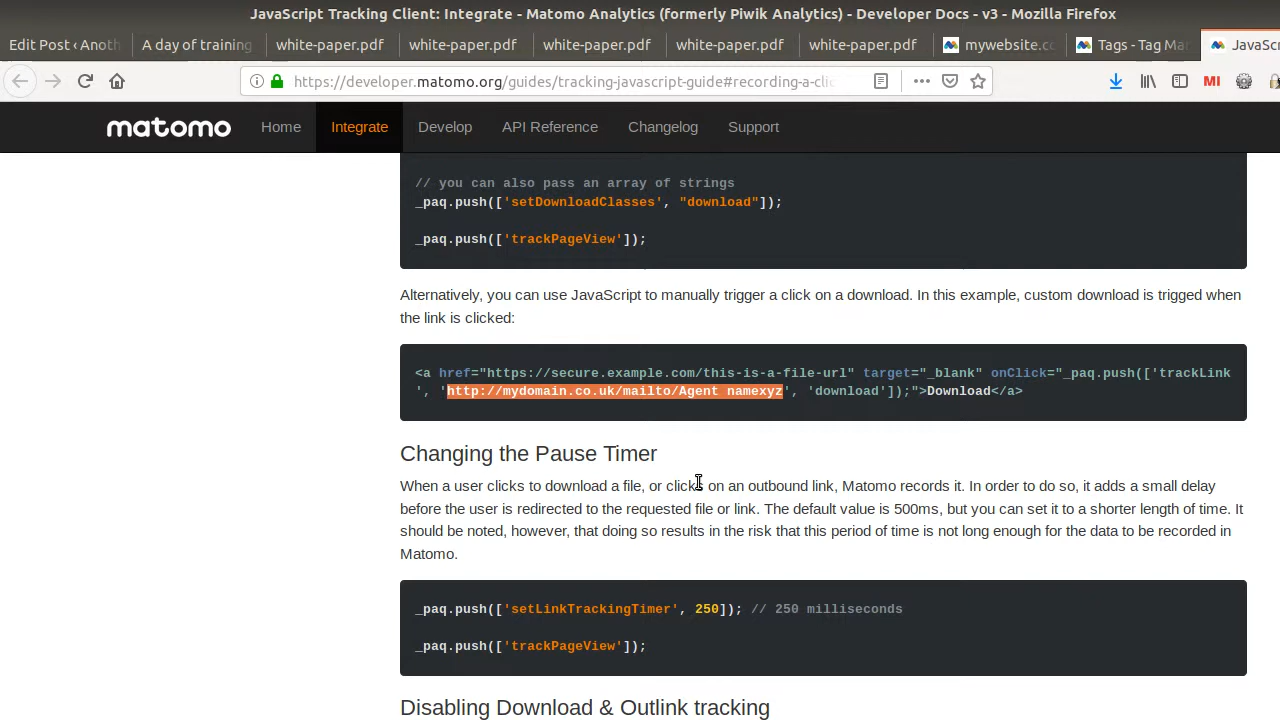 JavaScript Tracking Client: Integrate - Matomo Analytics (formerly Piwik Analytics) - Developer Docs - v3 - Mozilla Firefox
Edit Post ‹ Anoth A day of training white-paper.pdf white-paper.pdf white-paper.pdf white-paper.pdf white-paper.pdf mywebsite.co Tags - Tag Ma JavaScr
https://developer.matomo.org/guides/tracking-javascript-guide#recording-a-clic ••• MI
matomo Home Integrate Develop API Reference Changelog Support
// you can also pass an array of strings
_paq.push(['setDownloadClasses', "download"]);
_paq.push(['trackPageView']);
Alternatively, you can use JavaScript to manually trigger a click on a download. In this example, custom download is trigged when
the link is clicked:
<a href="https://secure.example.com/this-is-a-file-url" target="_blank" onClick="_paq.push(['trackLink
', 'http://mydomain.co.uk/mailto/Agent namexyz', 'download']);">Download</a>
Changing the Pause Timer
When a user clicks to download a file, or clicks on an outbound link, Matomo records it. In order to do so, it adds a small delay
before the user is redirected to the requested file or link. The default value is 500ms, but you can set it to a shorter length of time. It
should be noted, however, that doing so results in the risk that this period of time is not long enough for the data to be recorded in
Matomo.
_paq.push(['setLinkTrackingTimer', 250]); // 250 milliseconds
_paq.push(['trackPageView']);
Disabling Download & Outlink tracking